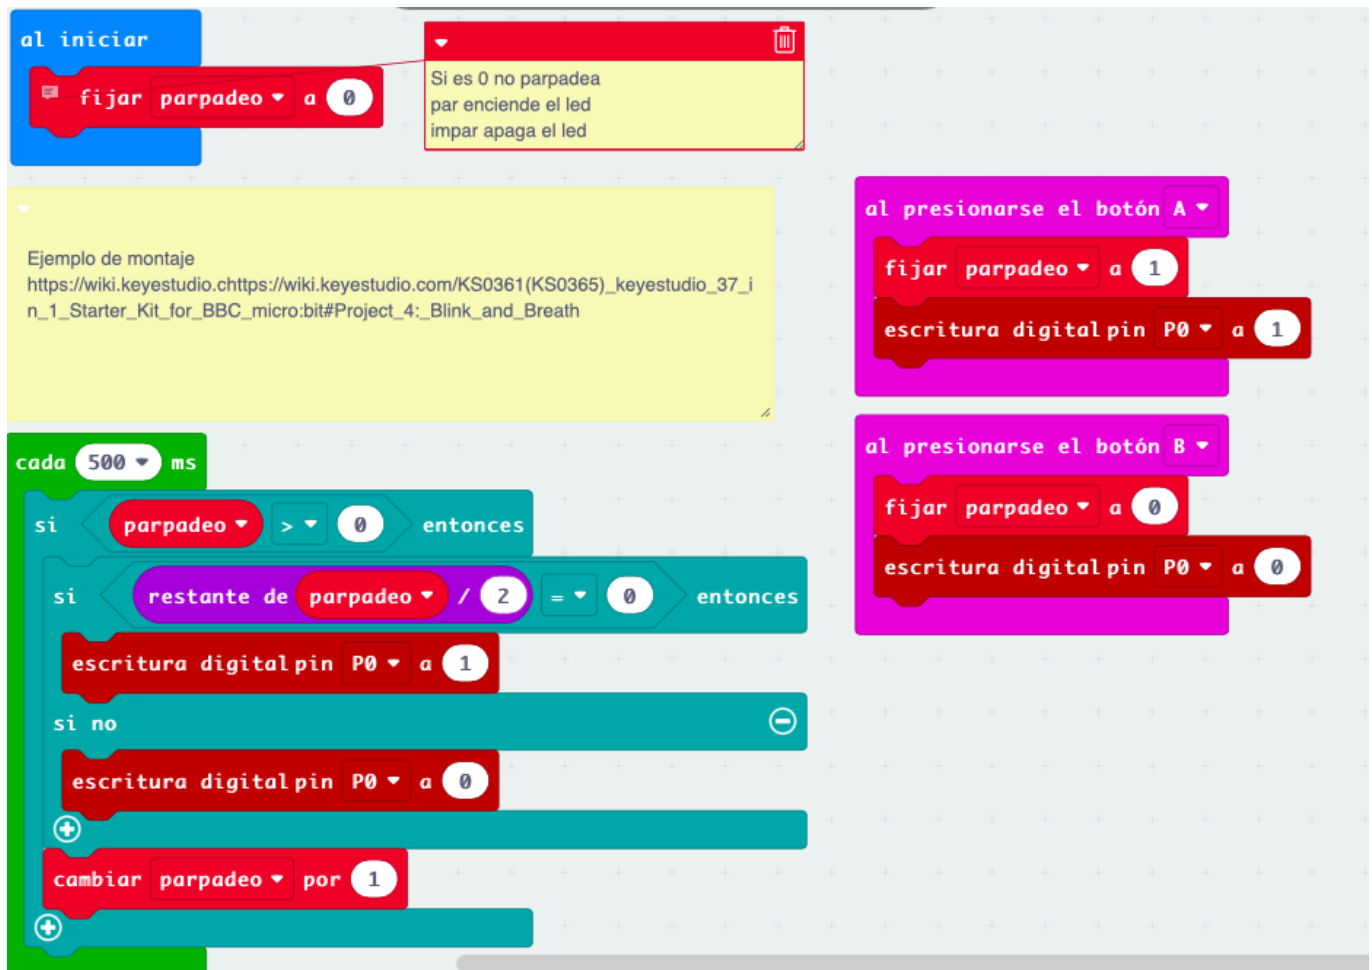 al iniciar
fijar parpadeo a 0
Si es 0 no parpadea
par enciende el led
impar apaga el led
Ejemplo de montaje
https://wiki.keyestudio.chttps://wiki.keyestudio.com/KS0361(KS0365)_keyestudio_37_i
n_1_Starter_Kit_for_BBC_micro:bit#Project_4:_Blink_and_Breath
al presionarse el botón A
fijar parpadeo a 1
escritura digital pin P0 a 1
al presionarse el botón B
fijar parpadeo a 0
escritura digital pin P0 a 0
cada 500 ms
si parpadeo > 0 entonces
si restante de parpadeo / 2 = 0 entonces
escritura digital pin P0 a 1
si no
escritura digital pin P0 a 0
cambiar parpadeo por 1